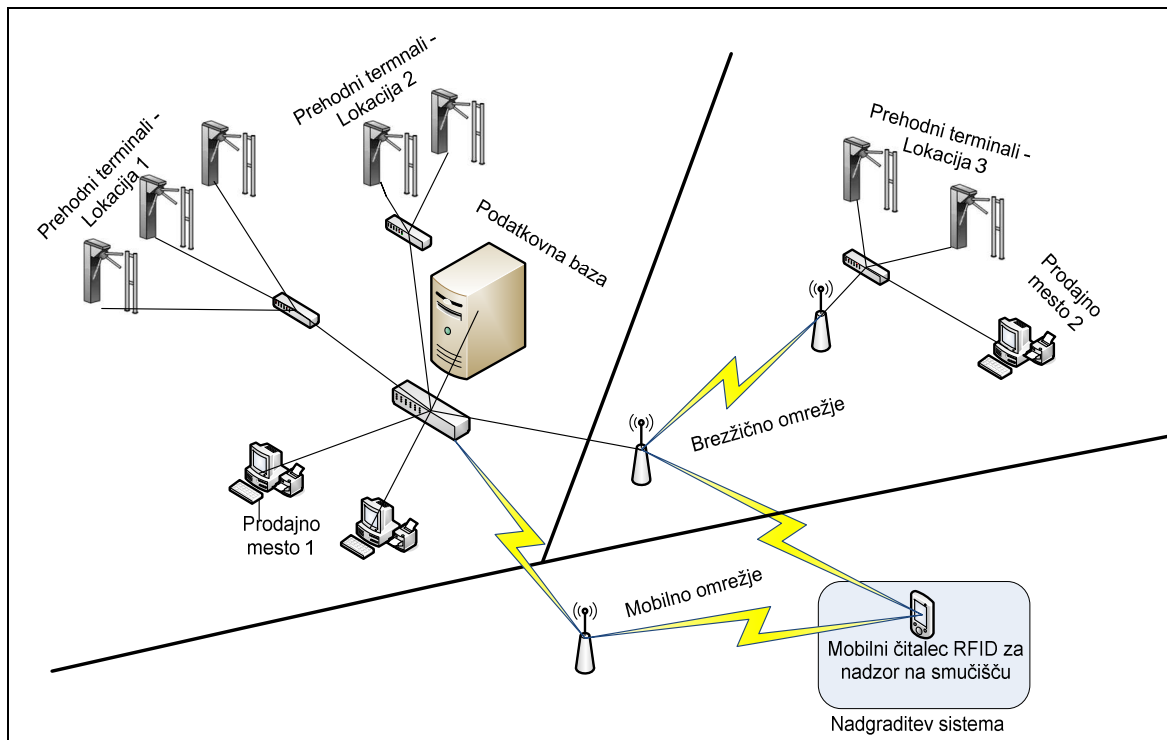 Prehodni terminali -
Lokacija 1
Prehodni termnali -
Lokacija 2
Podatkovna baza
Prehodni terminali -
Lokacija 3
Prodajno
mesto 2
Brezžično omrežje
Prodajno
mesto 1
Mobilno omrežje
Mobilni čitalec RFID za
nadzor na smučišču
Nadgraditev sistema